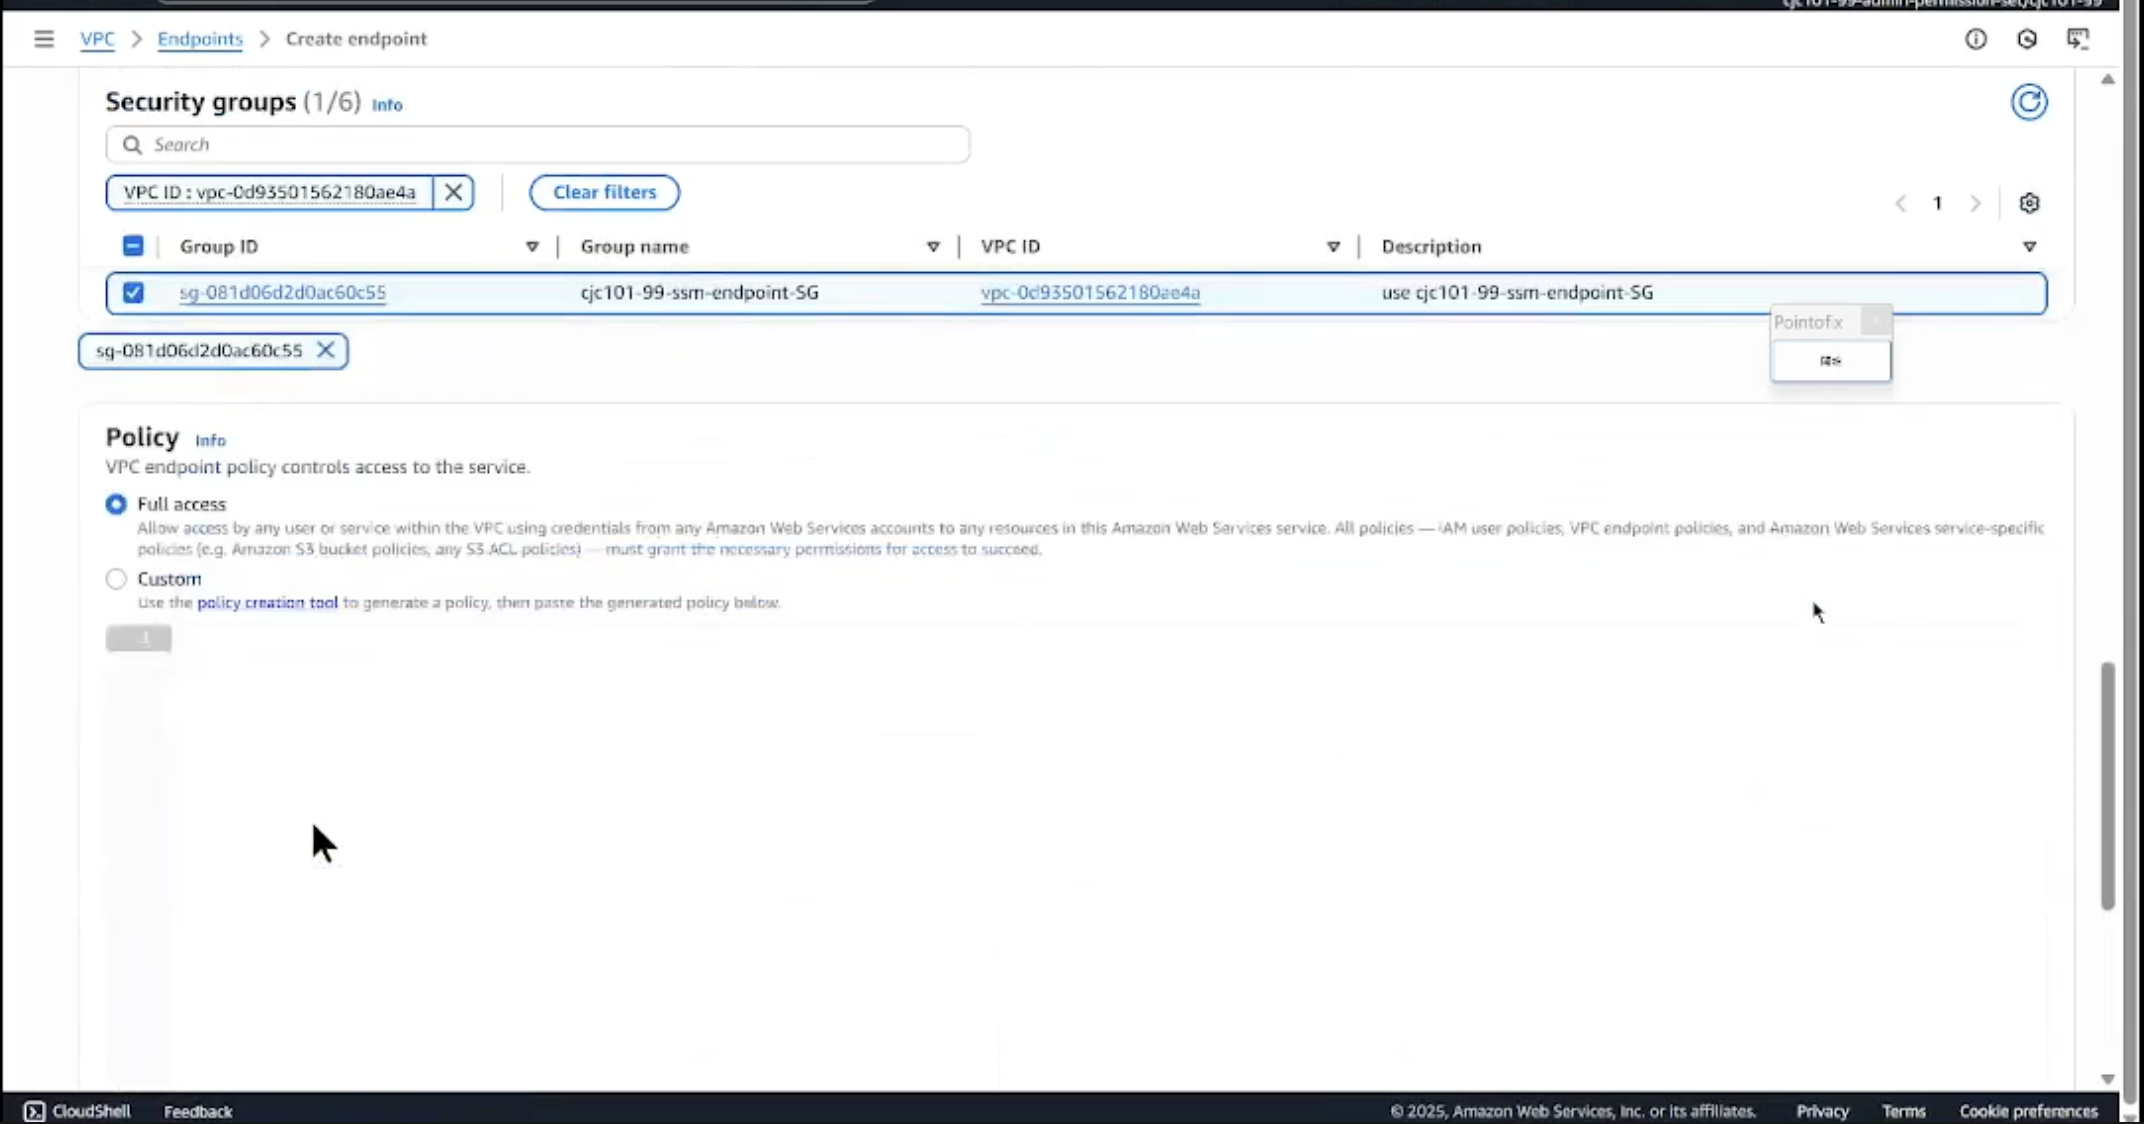 VPC > Endpoints > Create endpoint
Security groups (1/6) Info
Search
VPC ID : vpc-0d93501562180ae4a
Clear filters
1
Group ID
Group name
VPC ID
Description
sg-081d06d2d0ac60c55
cjc101-99-ssm-endpoint-SG
vpc-0d93501562180ae4a
use cjc101-99-ssm-endpoint-SG
Pointofix
sg-081d06d2d0ac60c55
Policy Info
VPC endpoint policy controls access to the service.
Full access
Allow access by any user or service within the VPC using credentials from any Amazon Web Services accounts to any resources in this Amazon Web Services service. All policies — IAM user policies, VPC endpoint policies, and Amazon Web Services service-specific
policies (e.g. Amazon S3 bucket policies, any S3 ACL policies) — must grant the necessary permissions for access to succeed.
Custom
Use the policy creation tool to generate a policy, then paste the generated policy below.
1
CloudShell
Feedback
© 2025, Amazon Web Services, Inc. or its affiliates.
Privacy
Terms
Cookie preferences